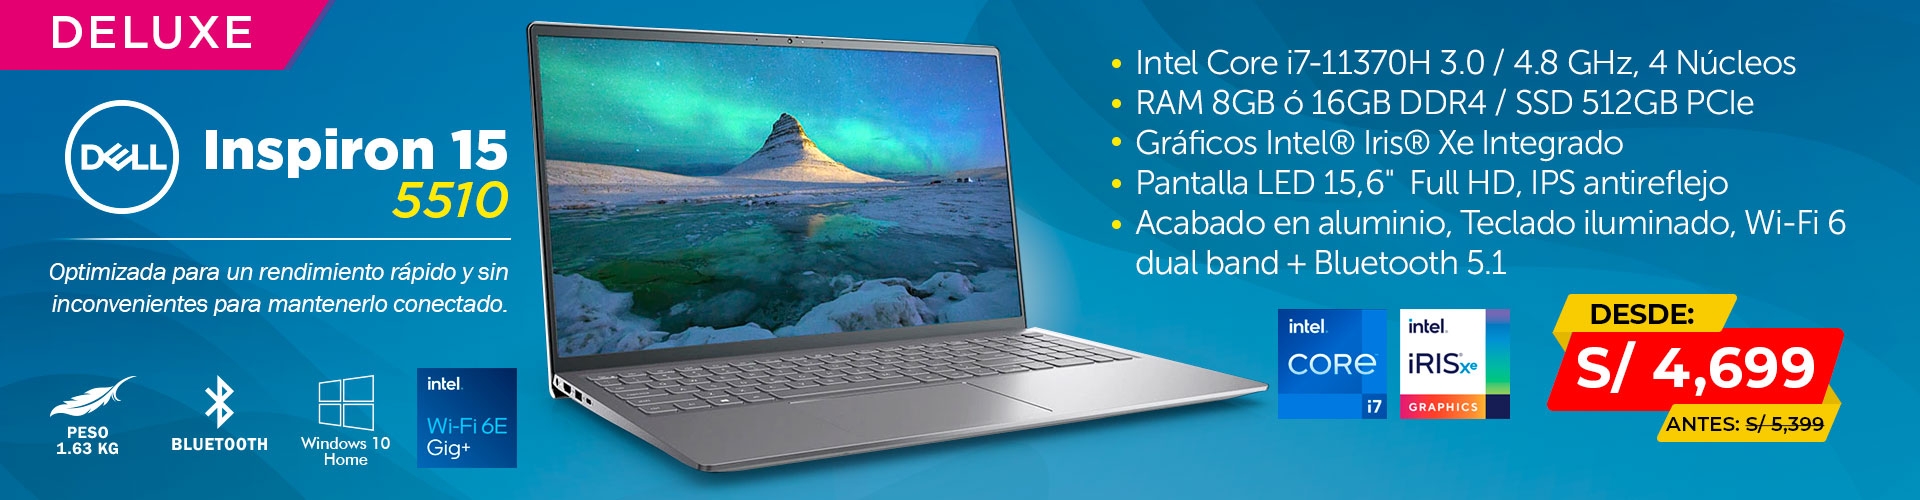 DELUXE
DELL
Inspiron 15
5510
Optimizada para un rendimiento rápido y sin
inconvenientes para mantenerlo conectado.
PESO
1.63 KG
BLUETOOTH
Windows 10
Home
intel.
Wi-Fi 6E
Gig+
• Intel Core i7-11370H 3.0 / 4.8 GHz, 4 Núcleos
• RAM 8GB ó 16GB DDR4 / SSD 512GB PCIe
• Gráficos Intel® Iris® Xe Integrado
• Pantalla LED 15,6" Full HD, IPS antireflejo
• Acabado en aluminio, Teclado iluminado, Wi-Fi 6
dual band + Bluetooth 5.1
intel.
CORE
i7
intel.
iRISxe
GRAPHICS
DESDE:
S/ 4,699
ANTES: S/ 5,399